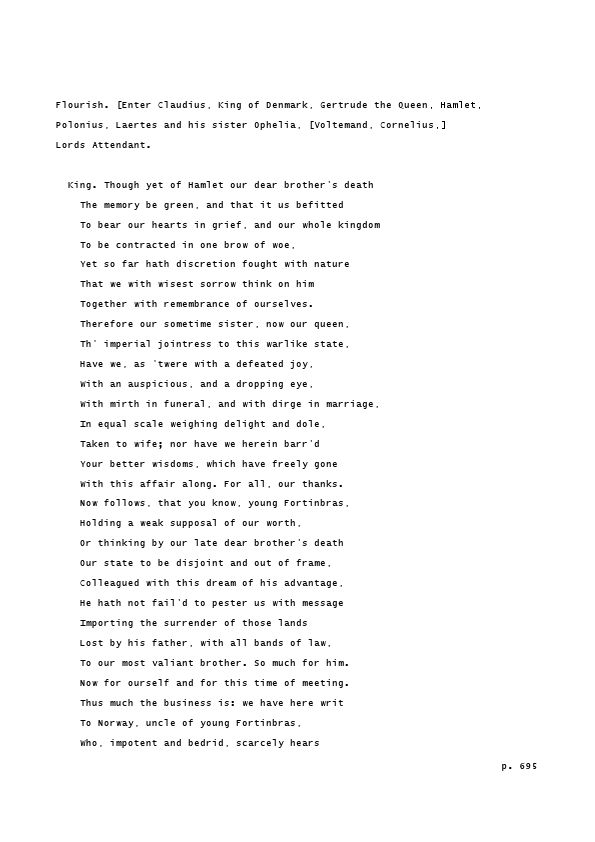 Flourish. [Enter Claudius, King of Denmark, Gertrude the Queen, Hamlet,
Polonius, Laertes and his sister Ophelia, [Voltemand, Cornelius,]
Lords Attendant.
King. Though yet of Hamlet our dear brother's death
The memory be green, and that it us befitted
To bear our hearts in grief, and our whole kingdom
To be contracted in one brow of woe,
Yet so far hath discretion fought with nature
That we with wisest sorrow think on him
Together with remembrance of ourselves.
Therefore our sometime sister, now our queen,
Th' imperial jointress to this warlike state,
Have we, as 'twere with a defeated joy,
With an auspicious, and a dropping eye,
With mirth in funeral, and with dirge in marriage,
In equal scale weighing delight and dole,
Taken to wife; nor have we herein barr'd
Your better wisdoms, which have freely gone
With this affair along. For all, our thanks.
Now follows, that you know, young Fortinbras,
Holding a weak supposal of our worth,
Or thinking by our late dear brother's death
Our state to be disjoint and out of frame,
Colleagued with this dream of his advantage,
He hath not fail'd to pester us with message
Importing the surrender of those lands
Lost by his father, with all bands of law,
To our most valiant brother. So much for him.
Now for ourself and for this time of meeting.
Thus much the business is: we have here writ
To Norway, uncle of young Fortinbras,
Who, impotent and bedrid, scarcely hears
p. 695